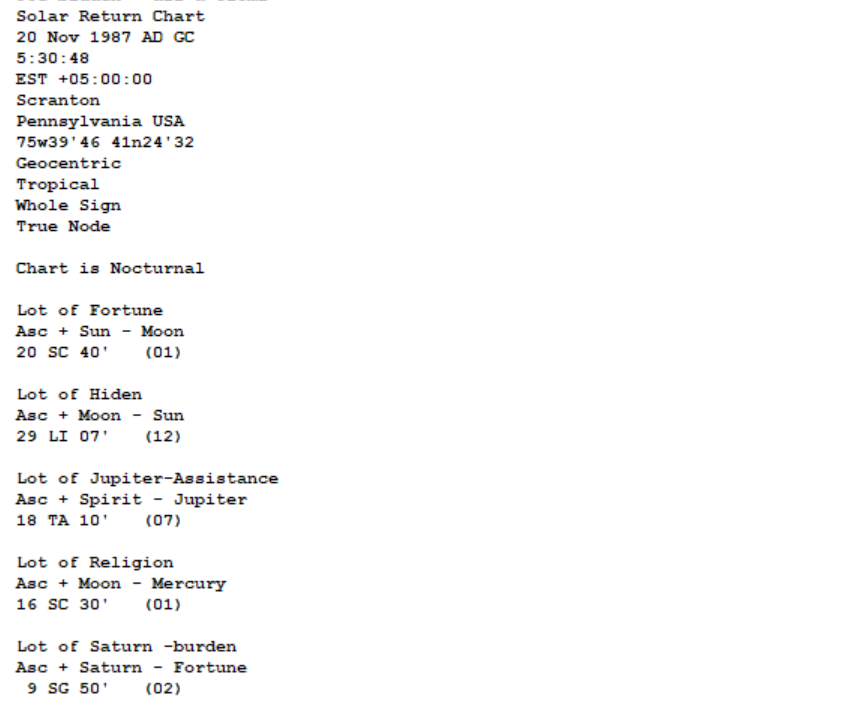 Solar Return Chart
20 Nov 1987 AD GC
5:30:48
EST +05:00:00
Scranton
Pennsylvania USA
75w39'46 41n24'32
Geocentric
Tropical
Whole Sign
True Node
Chart is Nocturnal
Lot of Fortune
Asc + Sun - Moon
20 SC 40' (01)
Lot of Hiden
Asc + Moon - Sun
29 LI 07' (12)
Lot of Jupiter-Assistance
Asc + Spirit - Jupiter
18 TA 10' (07)
Lot of Religion
Asc + Moon - Mercury
16 SC 30' (01)
Lot of Saturn -burden
Asc + Saturn - Fortune
9 SG 50' (02)